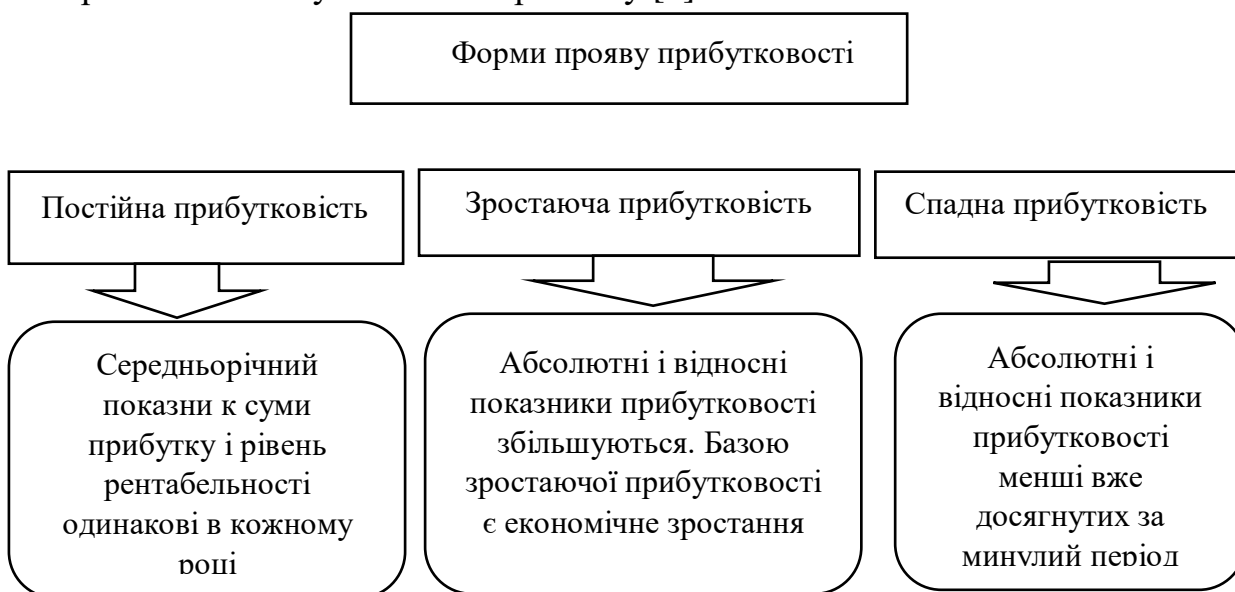 Форми прояву прибутковості
Постійна прибутковість
Зростаюча прибутковість
Спадна прибутковість
Середньорічний
показни к суми
прибутку і рівень
рентабельності
одинакові в кожному
році
Абсолютні і відносні
показники прибутковості
збільшуються. Базою
зростаючої прибутковості
є економічне зростання
Абсолютні і
відносні показники
прибутковості
менші вже
досягнутих за
минулий період